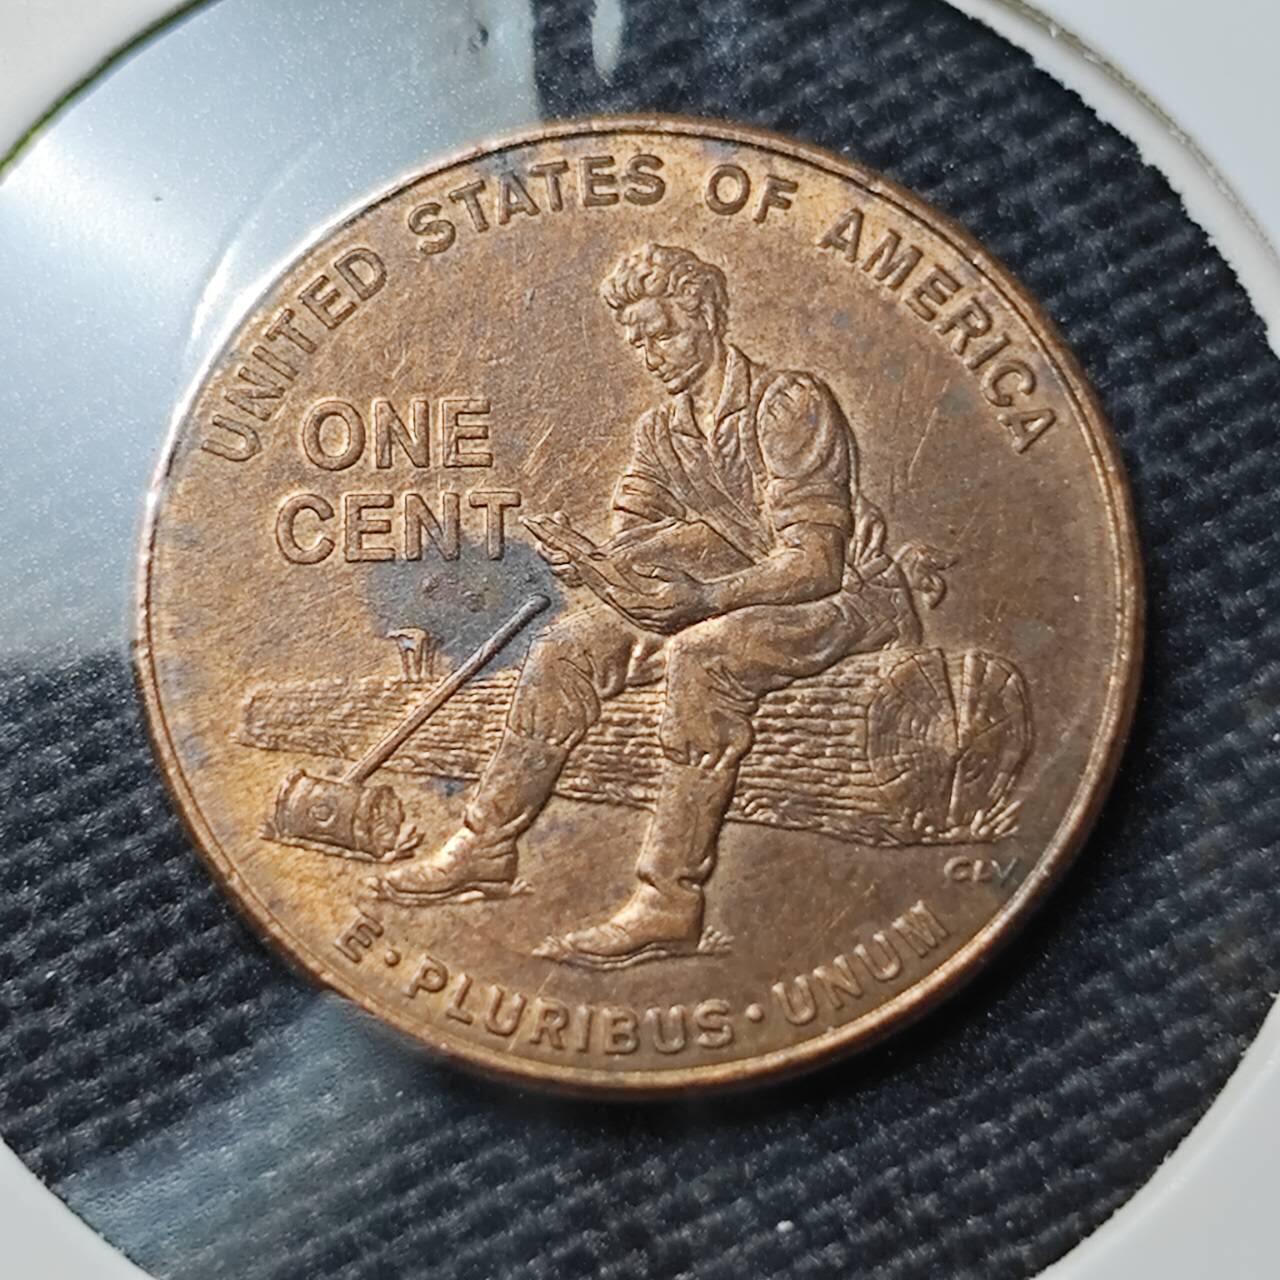 UNITED STATES OF AMERICA
ONE
CENT
CLV
E·PLURIBUS·UNUM